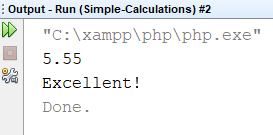 Output - Run (Simple-Calculations) #2
"C:\xampp\php\php.exe"
5.55
Excellent!
Done.